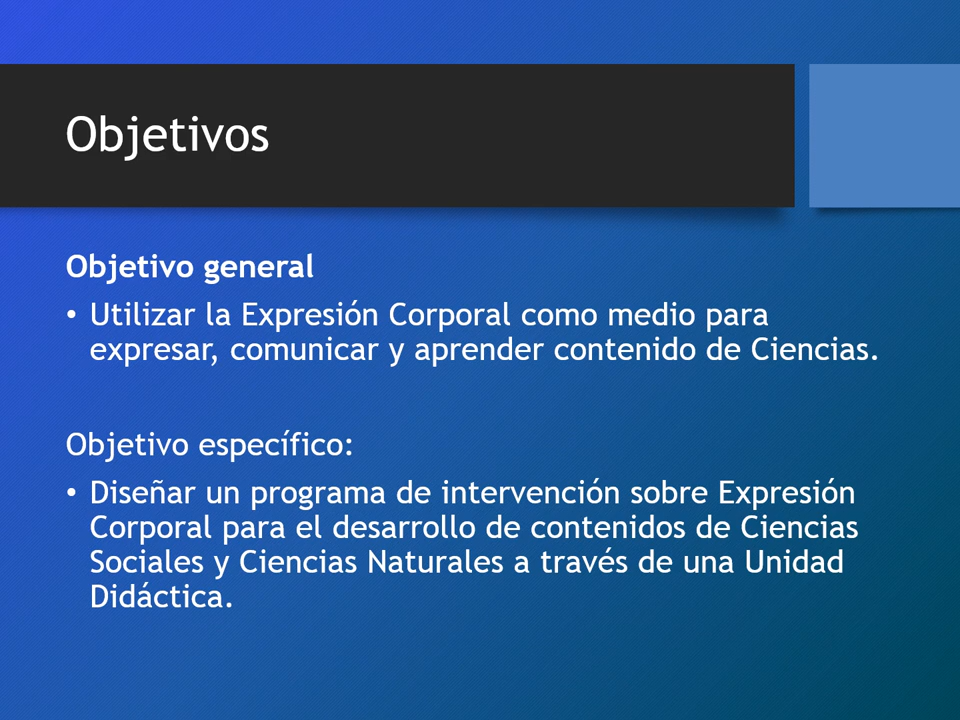 Objetivos
Objetivo general
• Utilizar la Expresión Corporal como medio para
expresar, comunicar y aprender contenido de Ciencias.
Objetivo específico:
• Diseñar un programa de intervención sobre Expresión
Corporal para el desarrollo de contenidos de Ciencias
Sociales y Ciencias Naturales a través de una Unidad
Didáctica.